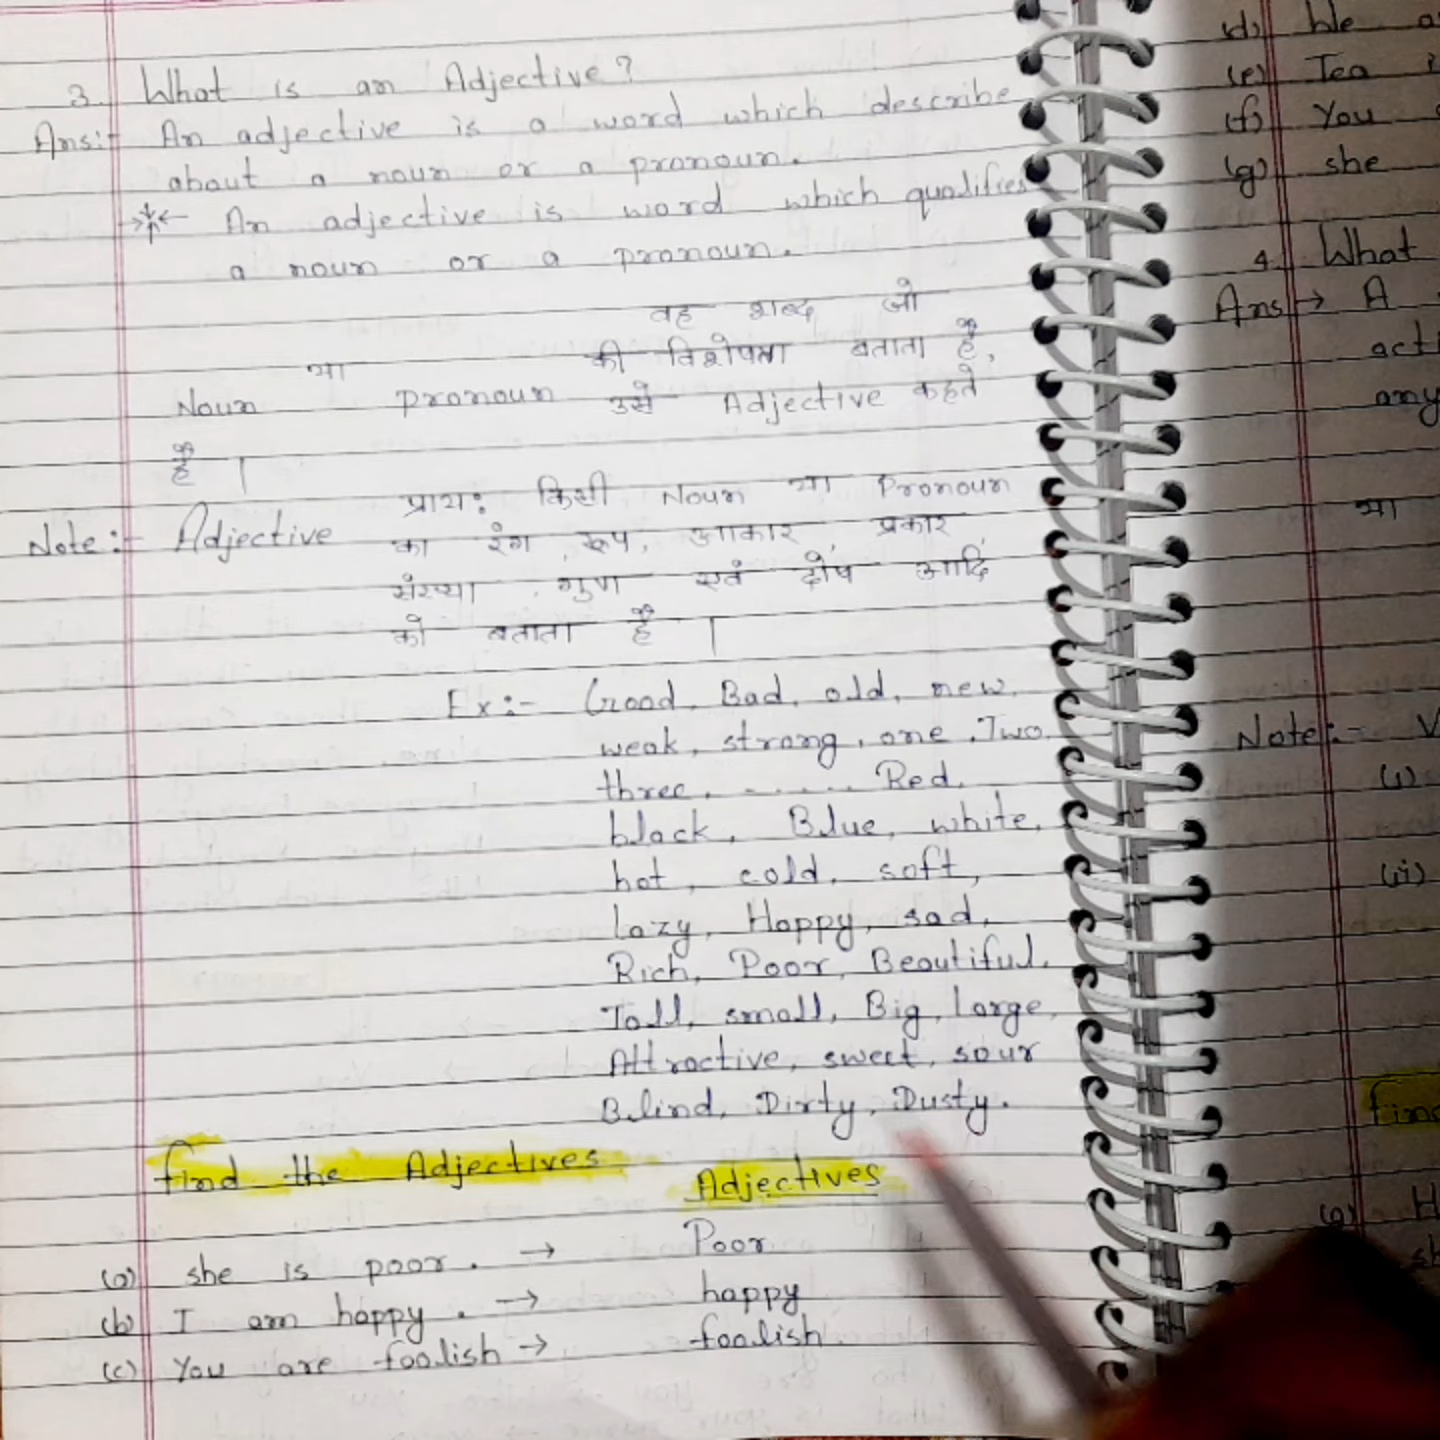 3. What is an Adjective?
Ans:- An adjective is a word which describe
about a noun or a pronoun.
An adjective is word which qualifies
a noun or a pronoun.
वह शब्द जो
Noun या pronoun की विशेषता बताता है,
उसे Adjective कहते
हैं |
Note:- Adjective प्रायः किसी Noun या Pronoun
का रंग, रूप, आकार, प्रकार,
संख्या, गुण एवं दोष आदि
को बताता है |
Ex:- Good, Bad, old, new,
weak, strong, one, Two,
three, ....... Red,
black, Blue, white,
hot, cold, soft,
lazy, Happy, sad,
Rich, Poor, Beautiful,
Tall, small, Big, large,
Attractive, sweet, sour
Blind, Dirty, Dusty.
find the Adjectives Adjectives
(a) she is poor. → Poor
(b) I am happy. → happy
(c) You are foolish → foolish
(d)
(e) Tea
(f) You
(g) she
4. What
Ans → A
any
या
Note:-
(i)
(ii)
(a)